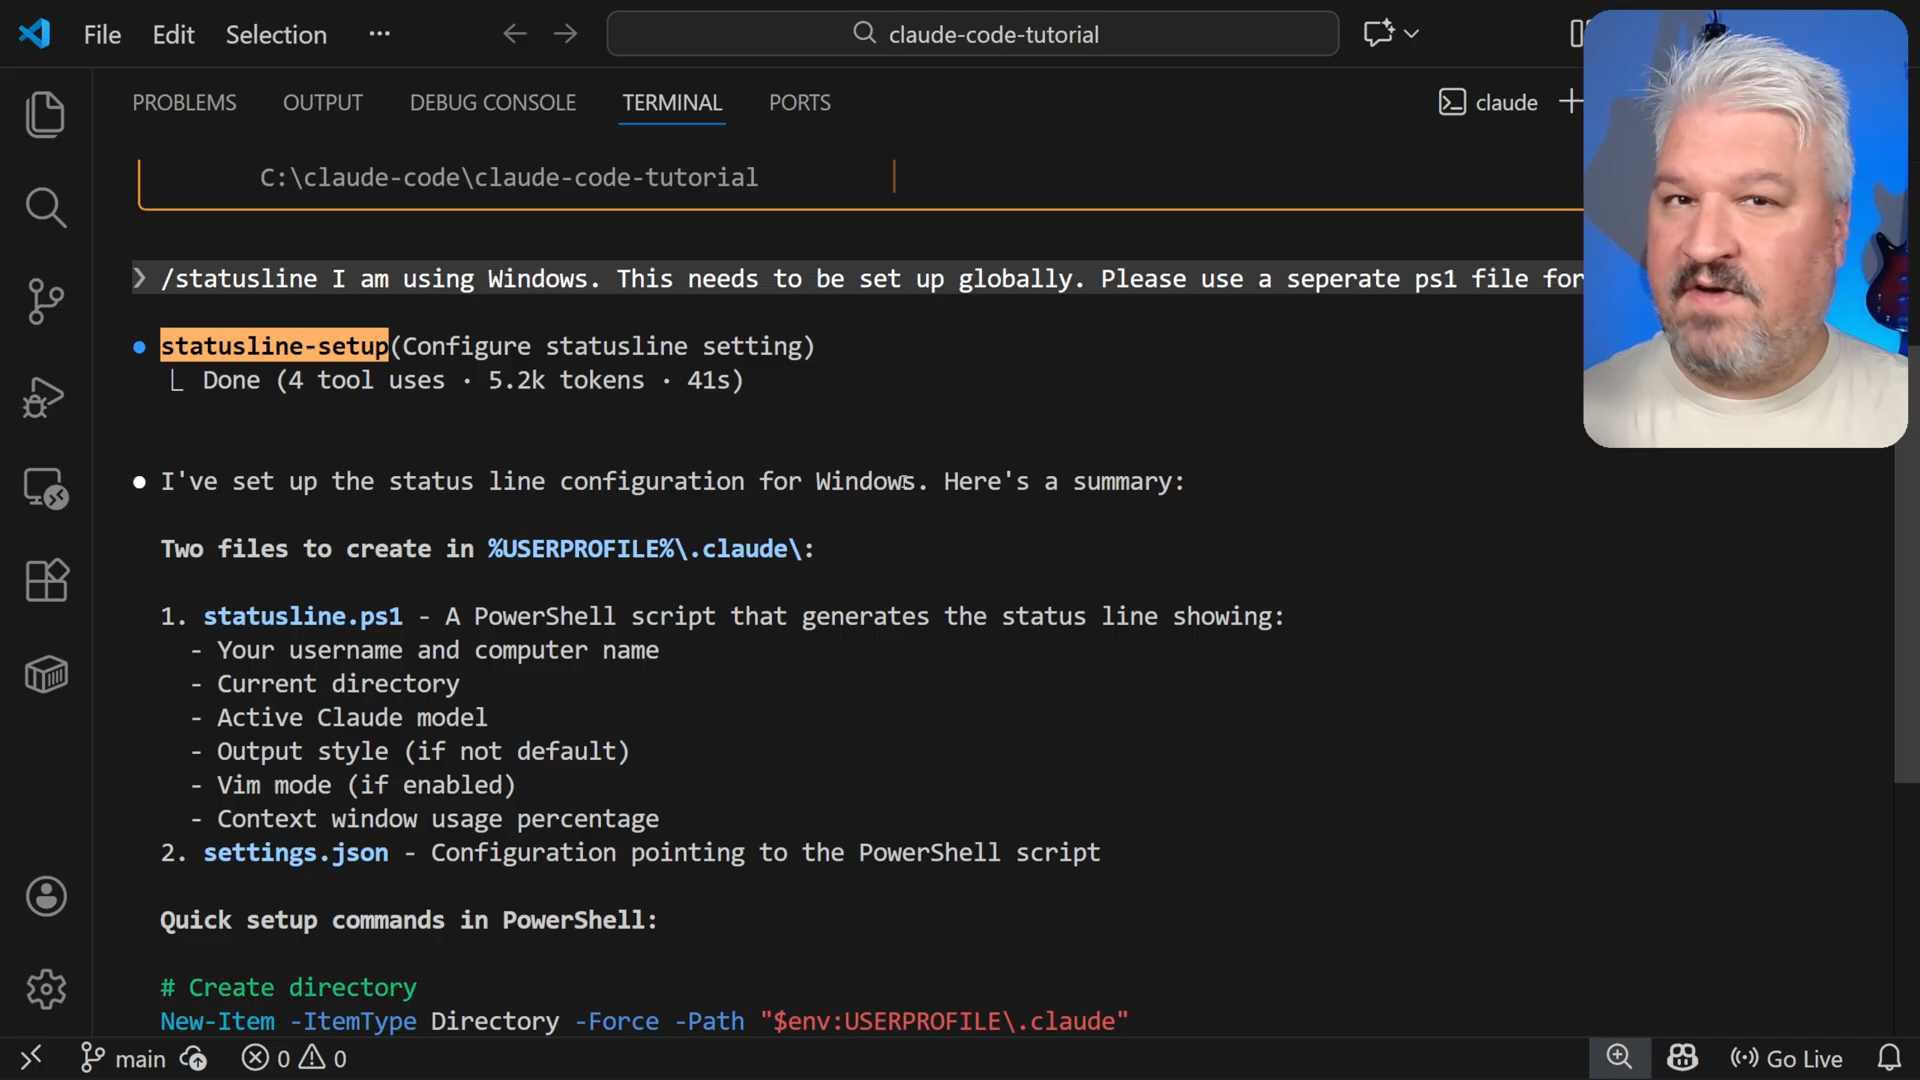 File Edit Selection ···
claude-code-tutorial
PROBLEMS OUTPUT DEBUG CONSOLE TERMINAL PORTS
claude
C:\claude-code\claude-code-tutorial
❯ /statusline I am using Windows. This needs to be set up globally. Please use a seperate ps1 file for
● statusline-setup(Configure statusline setting)
⎿ Done (4 tool uses · 5.2k tokens · 41s)
● I've set up the status line configuration for Windows. Here's a summary:
Two files to create in %USERPROFILE%\.claude\:
1. statusline.ps1 - A PowerShell script that generates the status line showing:
- Your username and computer name
- Current directory
- Active Claude model
- Output style (if not default)
- Vim mode (if enabled)
- Context window usage percentage
2. settings.json - Configuration pointing to the PowerShell script
Quick setup commands in PowerShell:
# Create directory
New-Item -ItemType Directory -Force -Path "$env:USERPROFILE\.claude"
main 0 0 Go Live